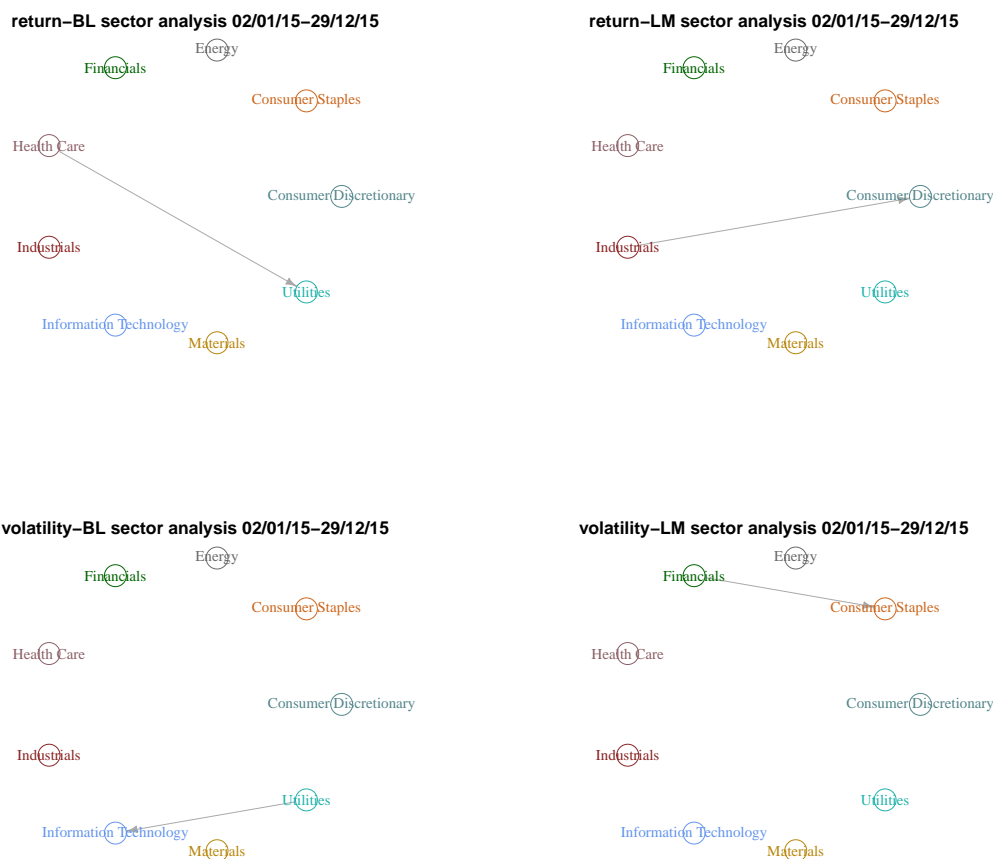 return–BL sector analysis 02/01/15–29/12/15
Energy
Financials
Consumer Staples
Health Care
Consumer Discretionary
Industrials
Utilities
Information Technology
Materials
return–LM sector analysis 02/01/15–29/12/15
Energy
Financials
Consumer Staples
Health Care
Consumer Discretionary
Industrials
Utilities
Information Technology
Materials
volatility–BL sector analysis 02/01/15–29/12/15
Energy
Financials
Consumer Staples
Health Care
Consumer Discretionary
Industrials
Utilities
Information Technology
Materials
volatility–LM sector analysis 02/01/15–29/12/15
Energy
Financials
Consumer Staples
Health Care
Consumer Discretionary
Industrials
Utilities
Information Technology
Materials